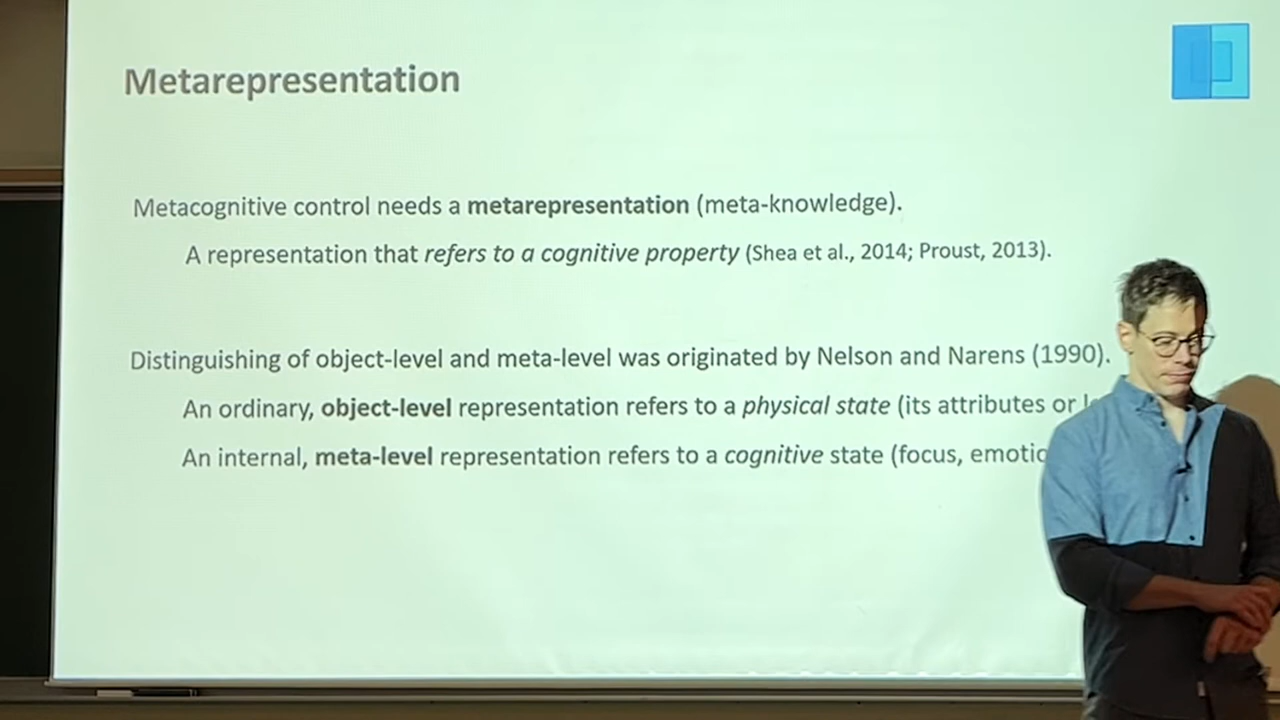 Metarepresentation
Metacognitive control needs a metarepresentation (meta-knowledge).
A representation that refers to a cognitive property (Shea et al., 2014; Proust, 2013).
Distinguishing of object-level and meta-level was originated by Nelson and Narens (1990).
An ordinary, object-level representation refers to a physical state (its attributes or
An internal, meta-level representation refers to a cognitive state (focus,